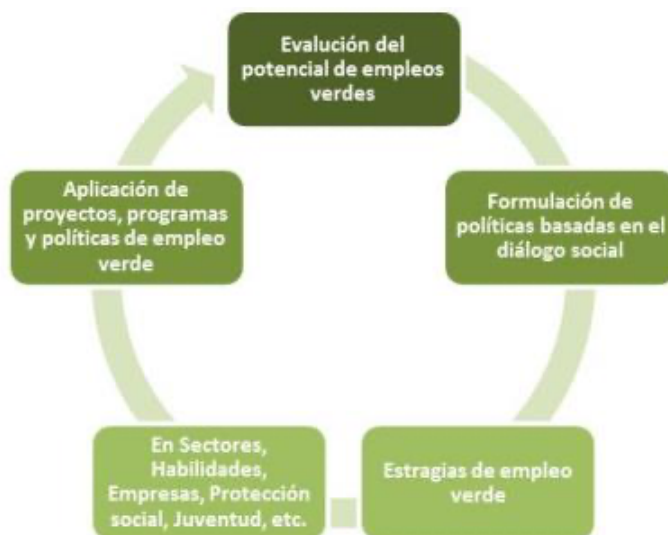 Evalución del
potencial de empleos
verdes
Formulación de
políticas basadas en el
diálogo social
Estragias de empleo
verde
En Sectores,
Habilidades,
Empresas, Protección
social, Juventud, etc.
Aplicación de
proyectos, programas
y políticas de empleo
verde